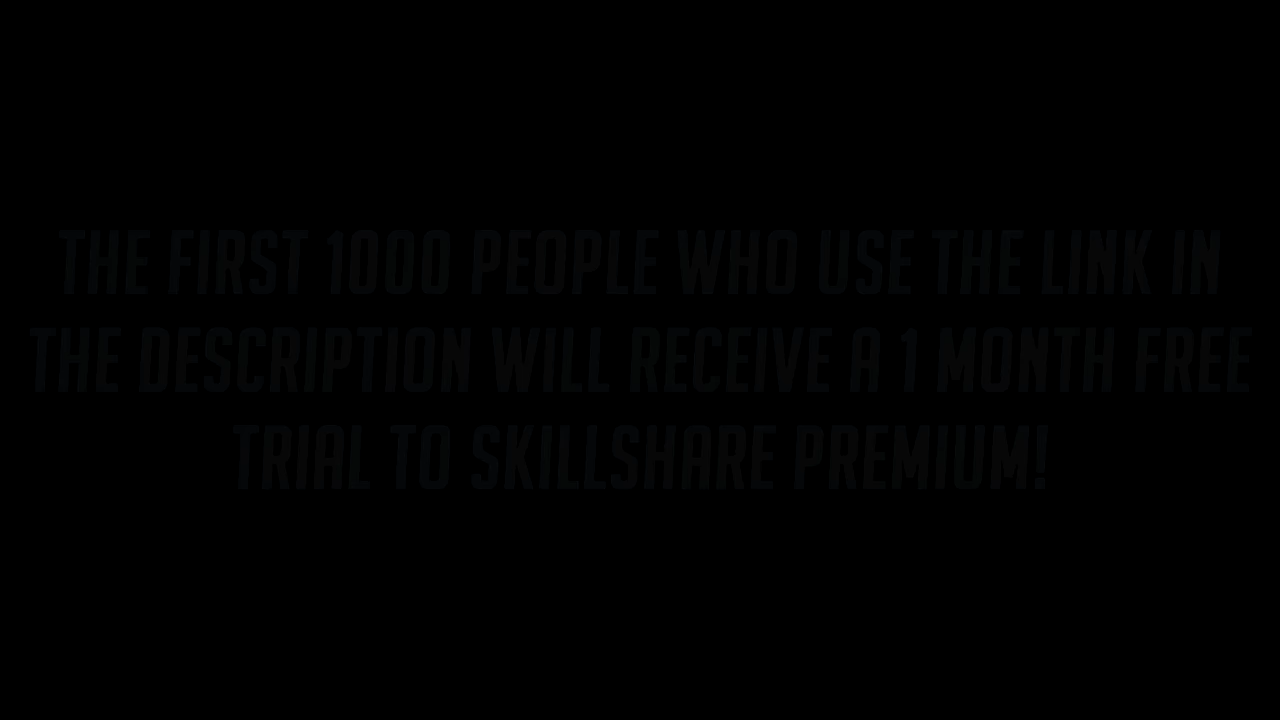 THE FIRST 1000 PEOPLE WHO USE THE LINK IN
THE DESCRIPTION WILL RECEIVE A 1 MONTH FREE
TRIAL TO SKILLSHARE PREMIUM!